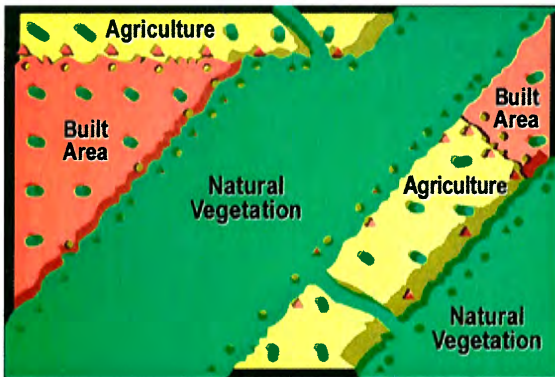 Agriculture
Built
Area
Built
Area
Natural
Vegetation
Agriculture
Natural
Vegetation